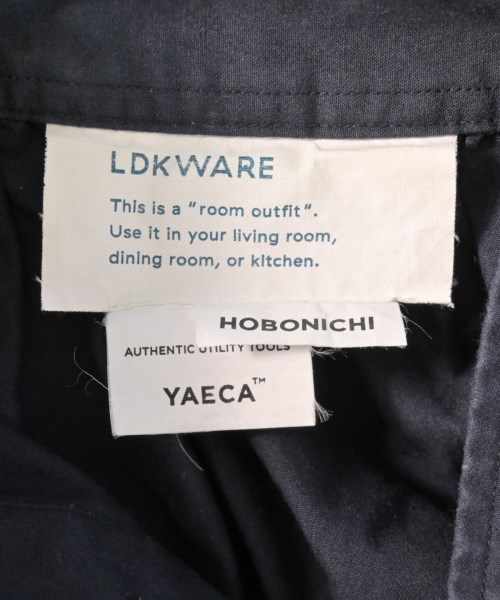 LDKWARE
This is a "room outfit".
Use it in your living room,
dining room, or kitchen.
HOBONICHI
AUTHENTIC UTILITY TOOLS
YAECA™